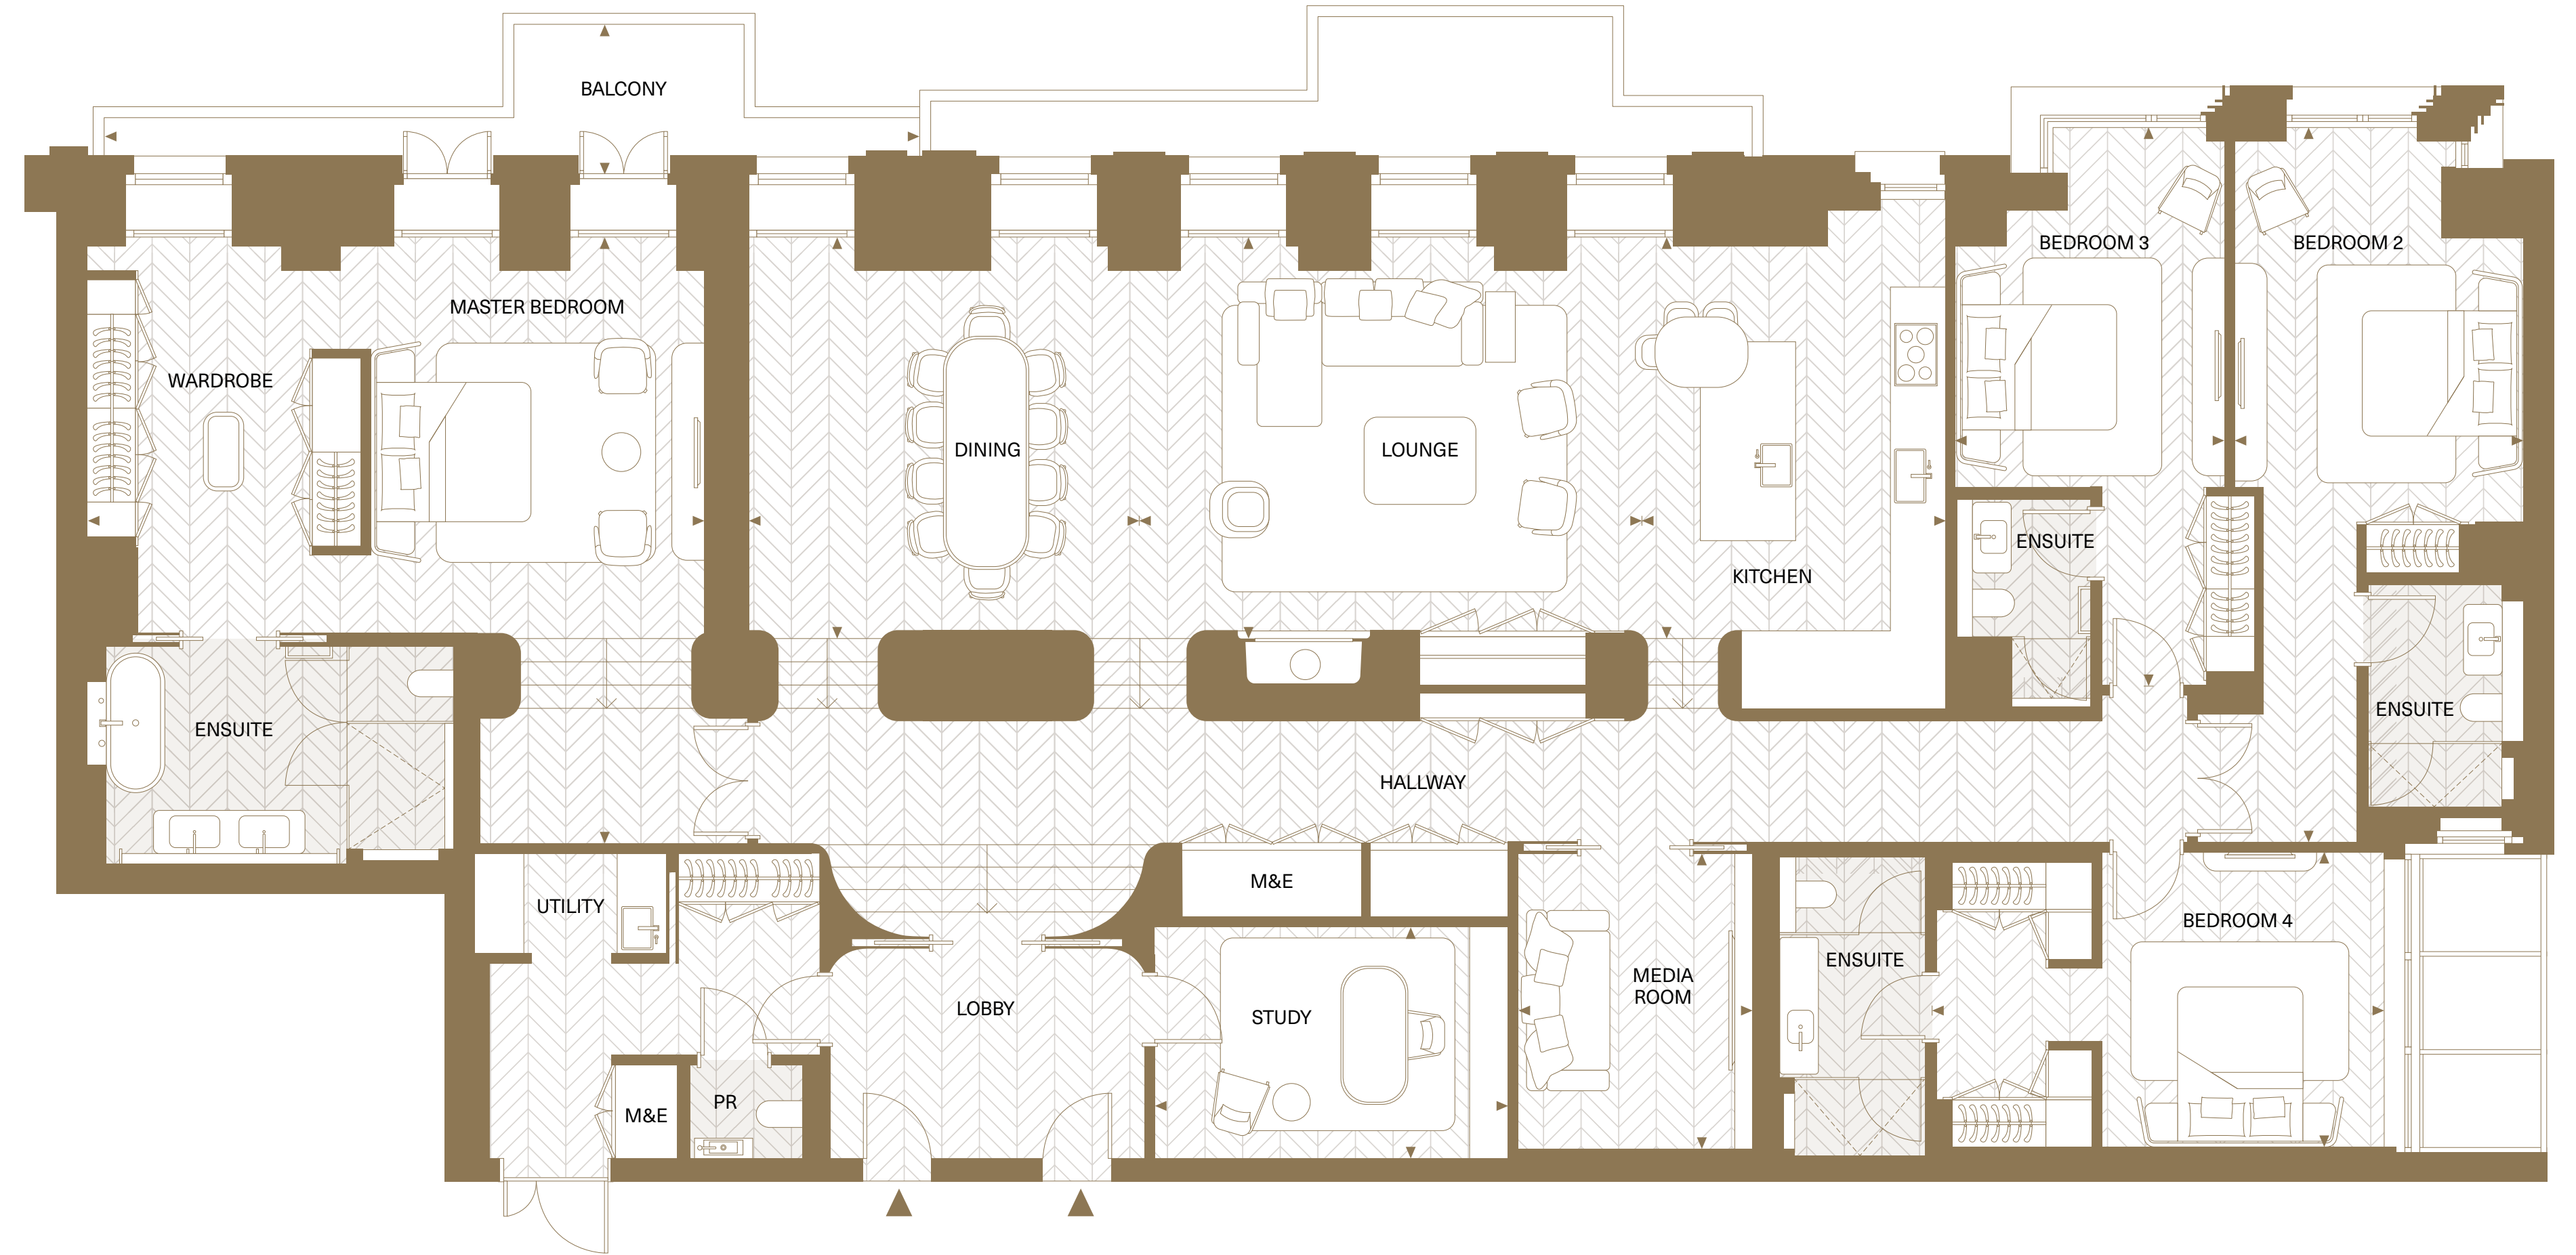 BALCONY
BEDROOM 3
BEDROOM 2
MASTER BEDROOM
WARDROBE
DINING
LOUNGE
ENSUITE
KITCHEN
ENSUITE
ENSUITE
HALLWAY
M&E
UTILITY
BEDROOM 4
ENSUITE
MEDIA
ROOM
LOBBY
STUDY
PR
M&E